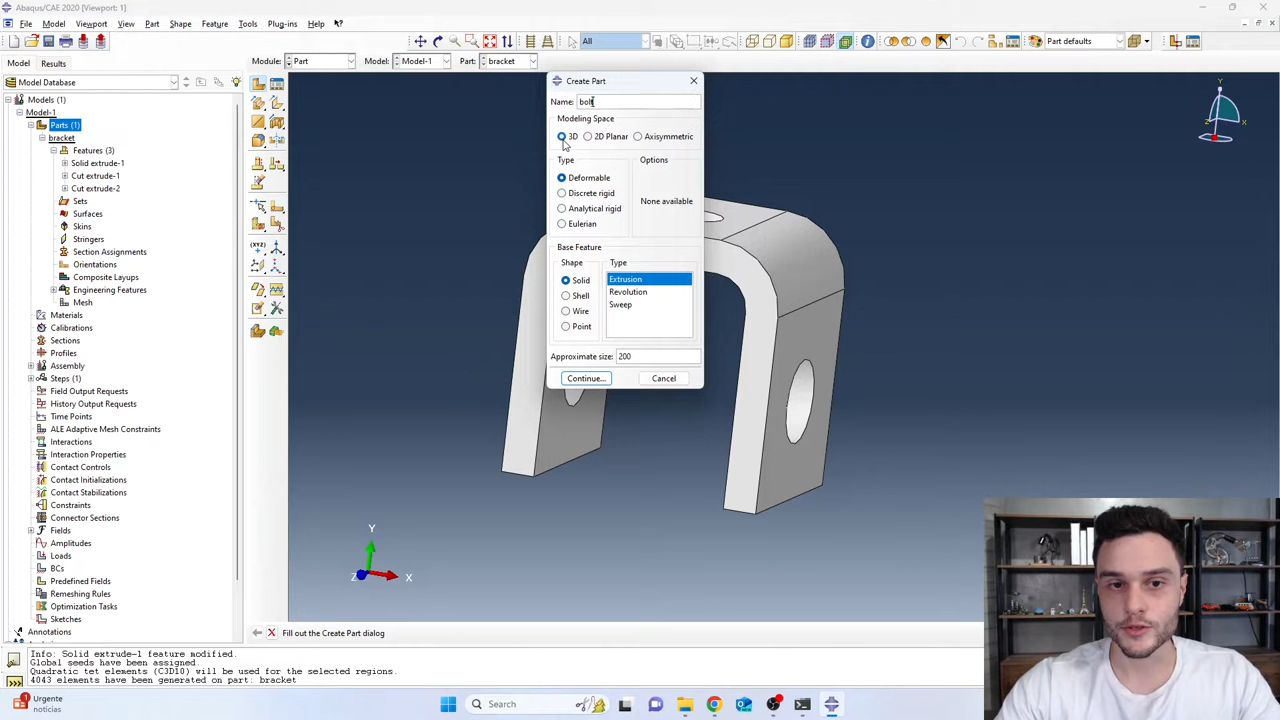 Abaqus/CAE 2020 [Viewport: 1]
File Model Viewport View Part Shape Feature Tools Plug-ins Help
All
Part defaults
Model Results
Module: Part Model: Model-1 Part: bracket
Model Database
Models (1)
Model-1
Parts (1)
bracket
Features (3)
Solid extrude-1
Cut extrude-1
Cut extrude-2
Sets
Surfaces
Skins
Stringers
Section Assignments
Orientations
Composite Layups
Engineering Features
Mesh
Materials
Calibrations
Sections
Profiles
Assembly
Steps (1)
Field Output Requests
History Output Requests
Time Points
ALE Adaptive Mesh Constraints
Interactions
Interaction Properties
Contact Controls
Contact Initializations
Contact Stabilizations
Constraints
Connector Sections
Fields
Amplitudes
Loads
BCs
Predefined Fields
Remeshing Rules
Optimization Tasks
Sketches
Annotations
(XYZ)
Create Part
Name: bolt
Modeling Space
3D 2D Planar Axisymmetric
Type
Options
Deformable
Discrete rigid
None available
Analytical rigid
Eulerian
Base Feature
Shape
Type
Solid
Extrusion
Shell
Revolution
Wire
Sweep
Point
Approximate size: 200
Continue... Cancel
Y
X
Z
Y
Z
X
Fill out the Create Part dialog
Info: Solid extrude-1 feature modified.
Global seeds have been assigned.
Quadratic tet elements (C3D10) will be used for the selected regions.
4043 elements have been generated on part: bracket
Urgente
noticias
Search